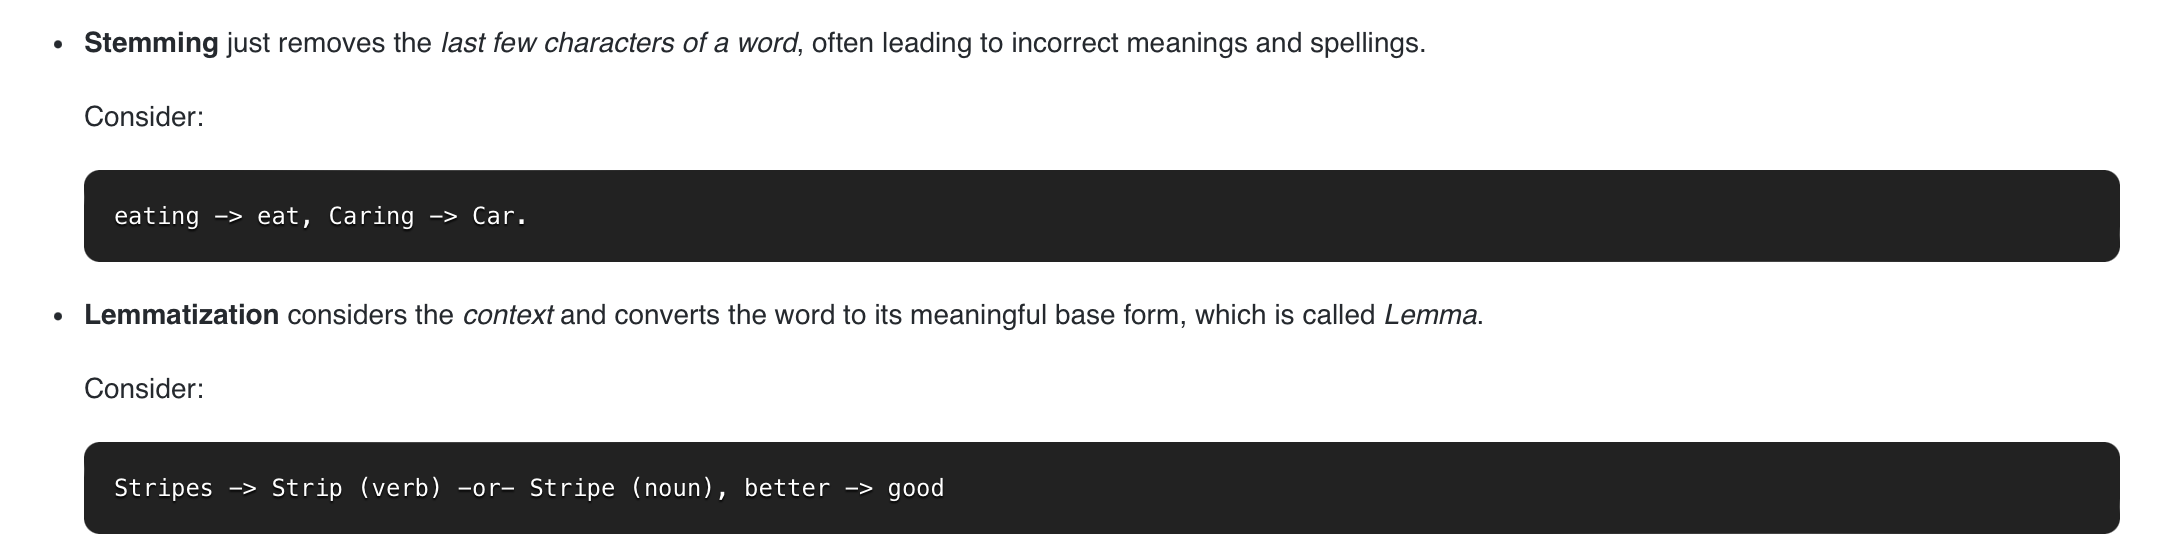 • Stemming just removes the last few characters of a word, often leading to incorrect meanings and spellings.
Consider:
eating -> eat, Caring -> Car.
• Lemmatization considers the context and converts the word to its meaningful base form, which is called Lemma.
Consider:
Stripes -> Strip (verb) -or- Stripe (noun), better -> good